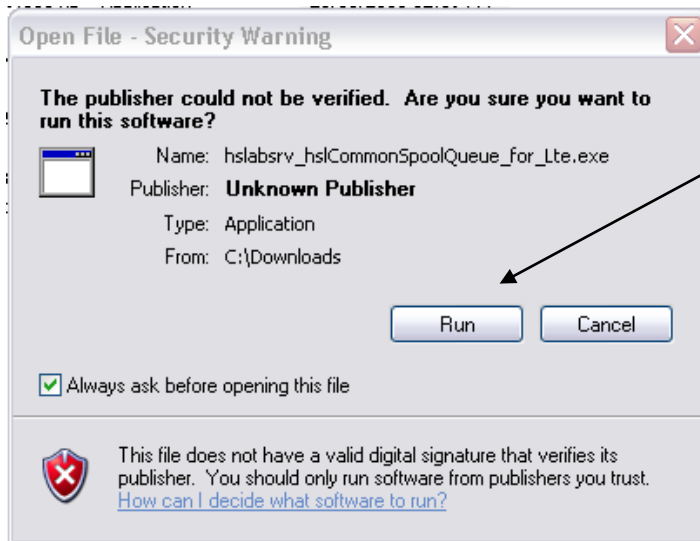 Open File - Security Warning
The publisher could not be verified.  Are you sure you want to
run this software?
Name: hslabsrv_hslCommonSpoolQueue_for_Lte.exe
Publisher: Unknown Publisher
Type: Application
From: C:\Downloads
Run Cancel
Always ask before opening this file
This file does not have a valid digital signature that verifies its
publisher.  You should only run software from publishers you trust.
How can I decide what software to run?